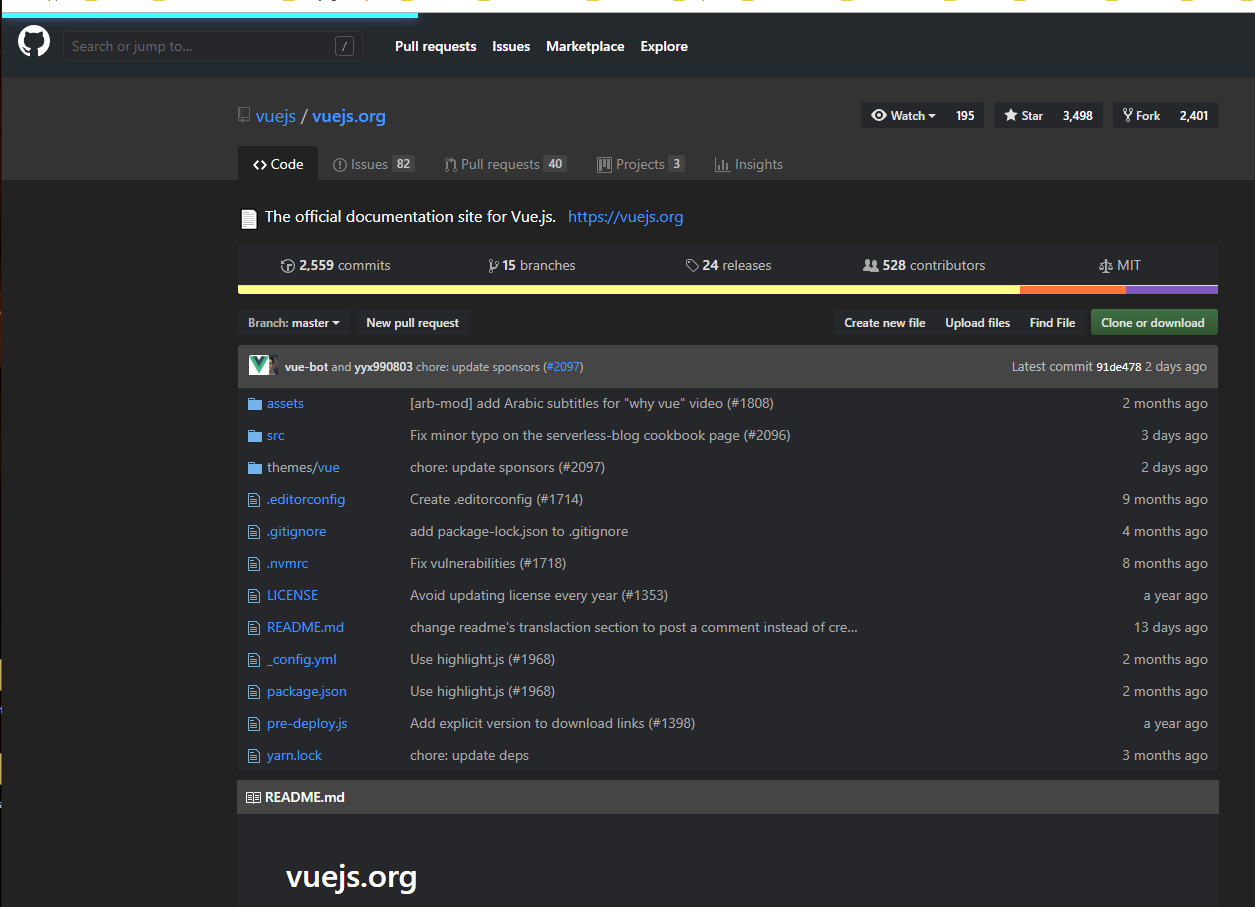 Search or jump to... /
Pull requests Issues Marketplace Explore
vuejs / vuejs.org
Watch 195 Star 3,498 Fork 2,401
Code Issues 82 Pull requests 40 Projects 3 Insights
The official documentation site for Vue.js. https://vuejs.org
2,559 commits 15 branches 24 releases 528 contributors MIT
Branch: master New pull request Create new file Upload files Find File Clone or download
vue-bot and yyx990803 chore: update sponsors (#2097) Latest commit 91de478 2 days ago
assets [arb-mod] add Arabic subtitles for "why vue" video (#1808) 2 months ago
src Fix minor typo on the serverless-blog cookbook page (#2096) 3 days ago
themes/vue chore: update sponsors (#2097) 2 days ago
.editorconfig Create .editorconfig (#1714) 9 months ago
.gitignore add package-lock.json to .gitignore 4 months ago
.nvmrc Fix vulnerabilities (#1718) 8 months ago
LICENSE Avoid updating license every year (#1353) a year ago
README.md change readme's translaction section to post a comment instead of cre... 13 days ago
_config.yml Use highlight.js (#1968) 2 months ago
package.json Use highlight.js (#1968) 2 months ago
pre-deploy.js Add explicit version to download links (#1398) a year ago
yarn.lock chore: update deps 3 months ago
README.md
vuejs.org